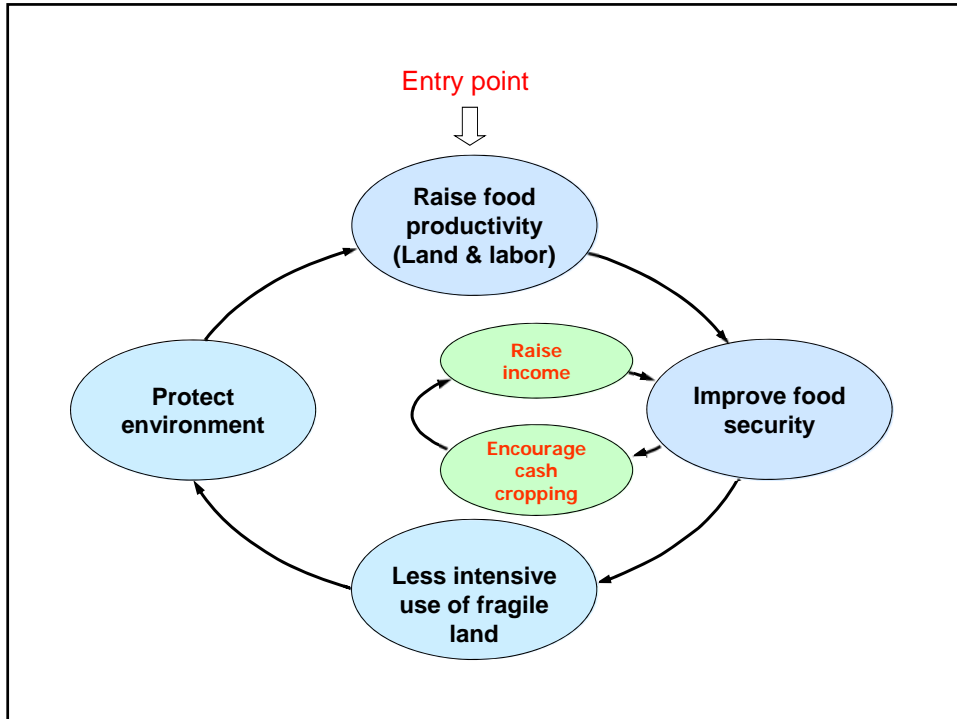 Entry point
Raise food
productivity
(Land & labor)
Raise
income
Protect
environment
Improve food
security
Encourage
cash
cropping
Less intensive
use of fragile
land